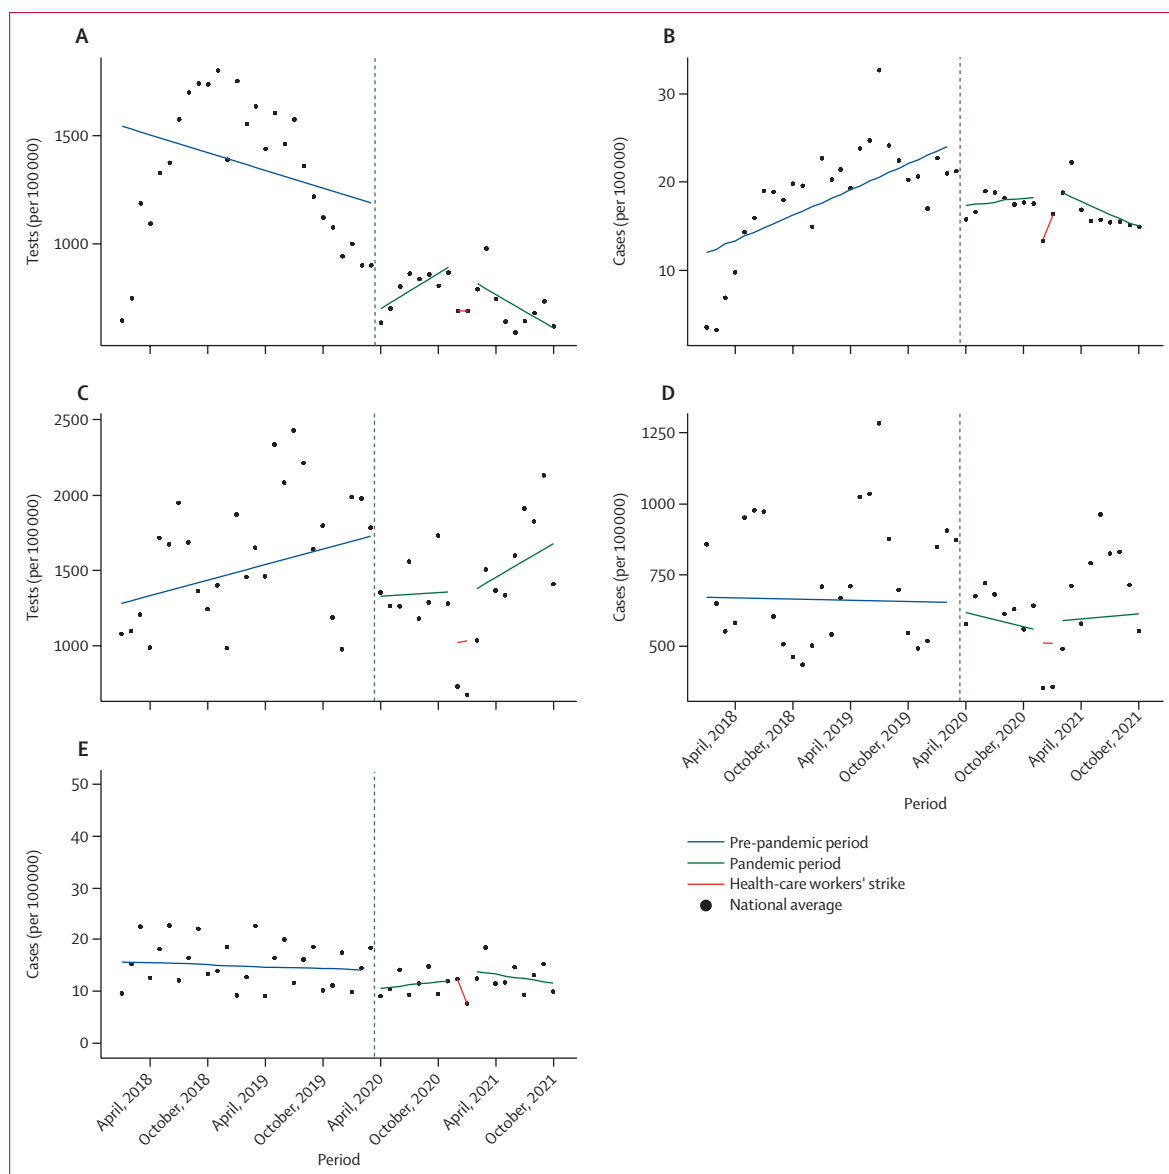 A
Tests (per 100 000)
1500
1000
B
Cases (per 100 000)
30
20
10
C
Tests (per 100 000)
2500
2000
1500
1000
D
Cases (per 100 000)
1250
1000
750
500
April, 2018
October, 2018
April, 2019
October, 2019
April, 2020
October, 2020
April, 2021
October, 2021
Period
E
Cases (per 100 000)
50
40
30
20
10
0
April, 2018
October, 2018
April, 2019
October, 2019
April, 2020
October, 2020
April, 2021
October, 2021
Period
Pre-pandemic period
Pandemic period
Health-care workers' strike
National average